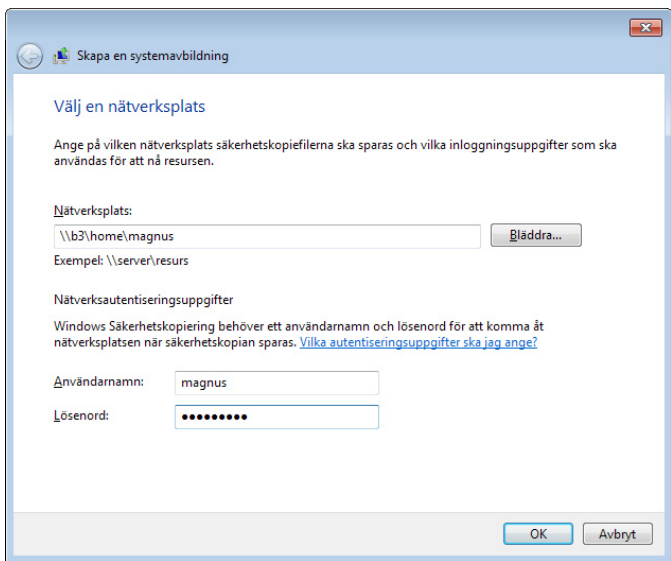 Skapa en systemavbildning
Välj en nätverksplats
Ange på vilken nätverksplats säkerhetskopiefilerna ska sparas och vilka inloggningsuppgifter som ska
användas för att nå resursen.
Nätverksplats:
\\b3\home\magnus
Bläddra...
Exempel: \\server\resurs
Nätverksautentiseringsuppgifter
Windows Säkerhetskopiering behöver ett användarnamn och lösenord för att komma åt
nätverksplatsen när säkerhetskopian sparas. Vilka autentiseringsuppgifter ska jag ange?
Användarnamn:
magnus
Lösenord:
●●●●●●●●●
OK
Avbryt